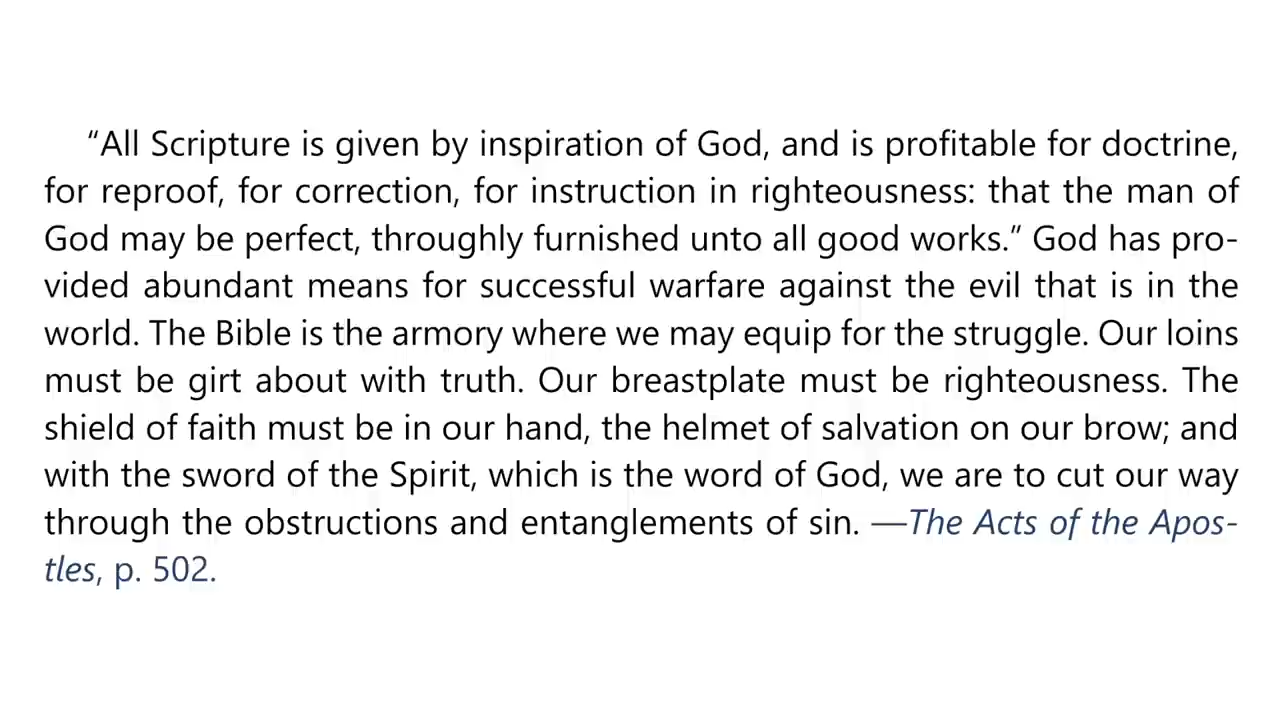 “All Scripture is given by inspiration of God, and is profitable for doctrine,
for reproof, for correction, for instruction in righteousness: that the man of
God may be perfect, throughly furnished unto all good works.” God has pro-
vided abundant means for successful warfare against the evil that is in the
world. The Bible is the armory where we may equip for the struggle. Our loins
must be girt about with truth. Our breastplate must be righteousness. The
shield of faith must be in our hand, the helmet of salvation on our brow; and
with the sword of the Spirit, which is the word of God, we are to cut our way
through the obstructions and entanglements of sin. —The Acts of the Apos-
tles, p. 502.